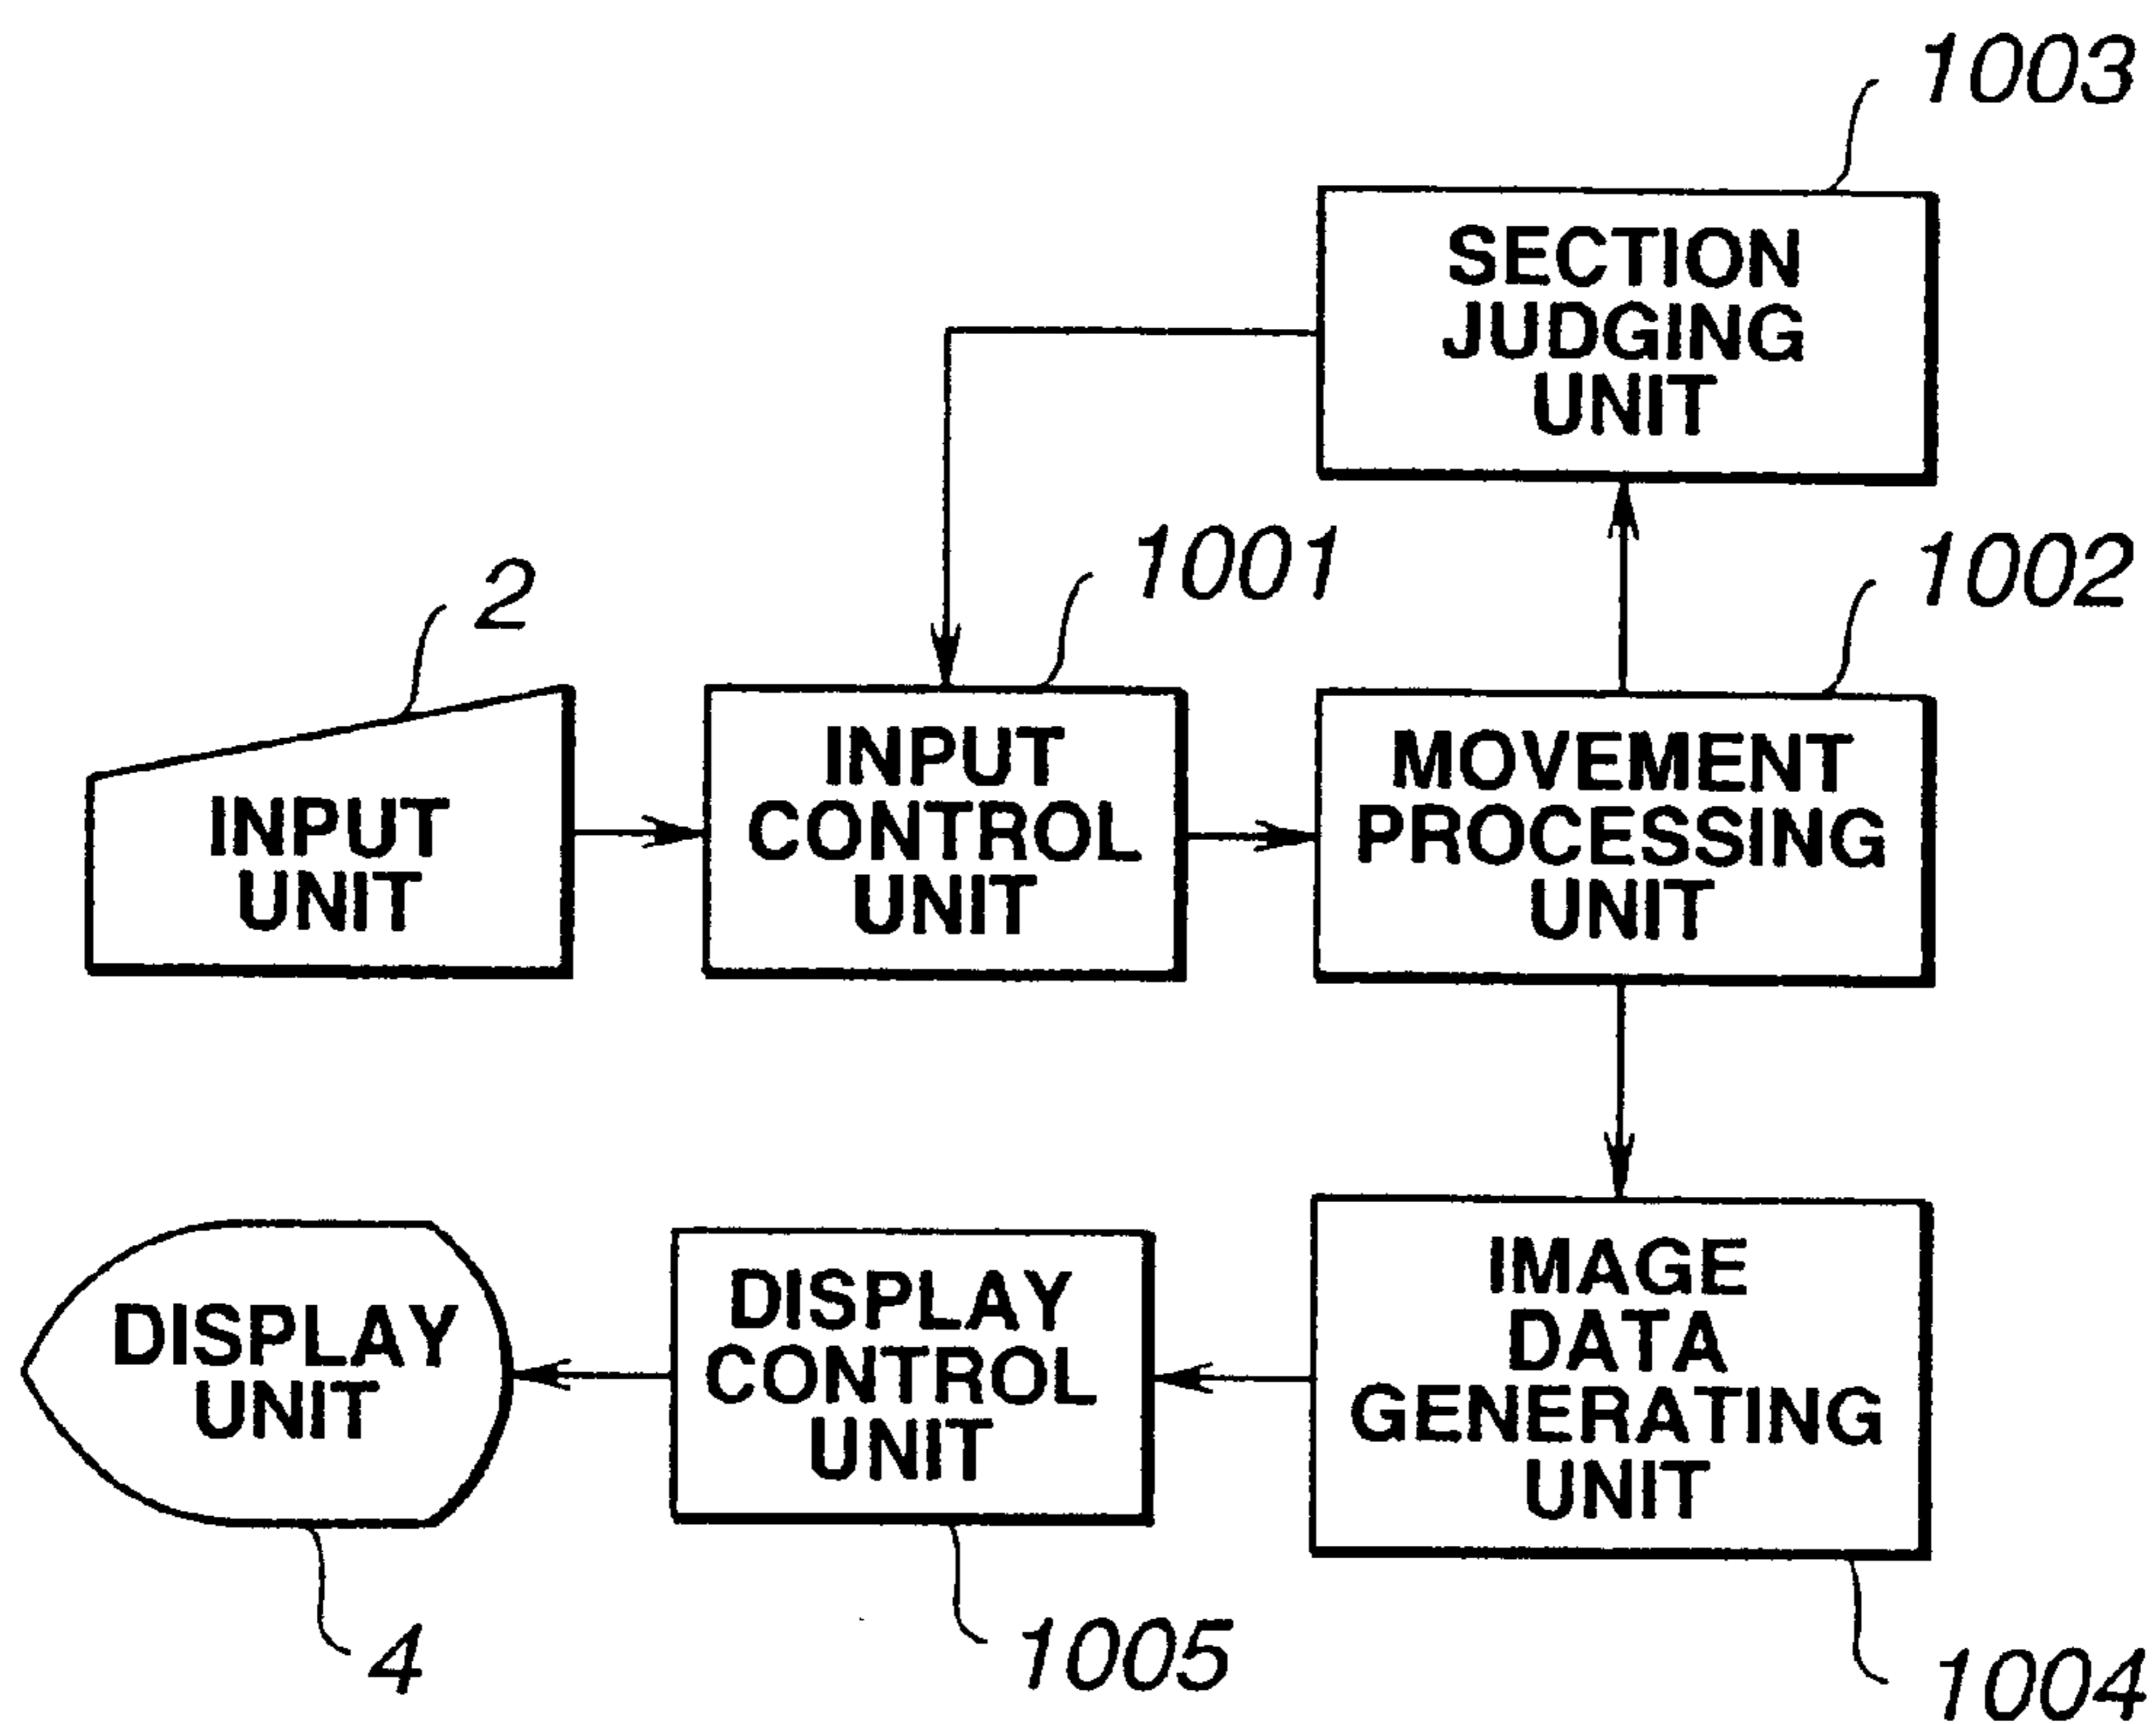 1003
SECTION
JUDGING
UNIT
1001
1002
2
INPUT
UNIT
INPUT
CONTROL
UNIT
MOVEMENT
PROCESSING
UNIT
DISPLAY
UNIT
DISPLAY
CONTROL
UNIT
IMAGE
DATA
GENERATING
UNIT
4
1005
1004